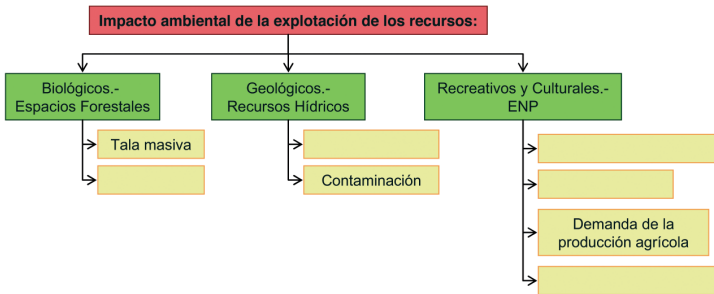 Impacto ambiental de la explotación de los recursos:
Biológicos.-
Espacios Forestales
Geológicos.-
Recursos Hídricos
Recreativos y Culturales.-
ENP
Tala masiva
Contaminación
Demanda de la
producción agrícola